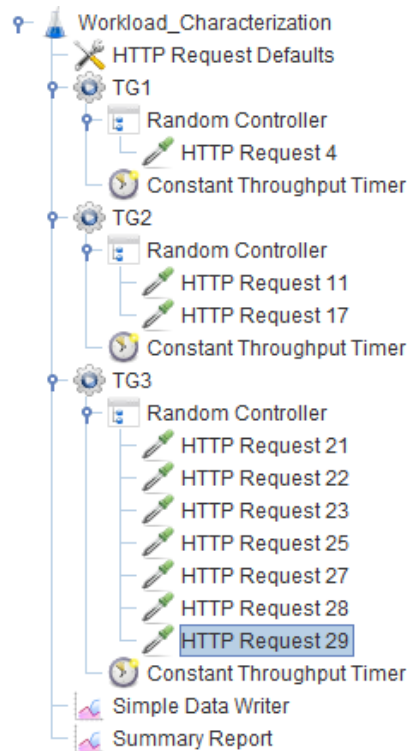 Workload_Characterization
HTTP Request Defaults
TG1
Random Controller
HTTP Request 4
Constant Throughput Timer
TG2
Random Controller
HTTP Request 11
HTTP Request 17
Constant Throughput Timer
TG3
Random Controller
HTTP Request 21
HTTP Request 22
HTTP Request 23
HTTP Request 25
HTTP Request 27
HTTP Request 28
HTTP Request 29
Constant Throughput Timer
Simple Data Writer
Summary Report